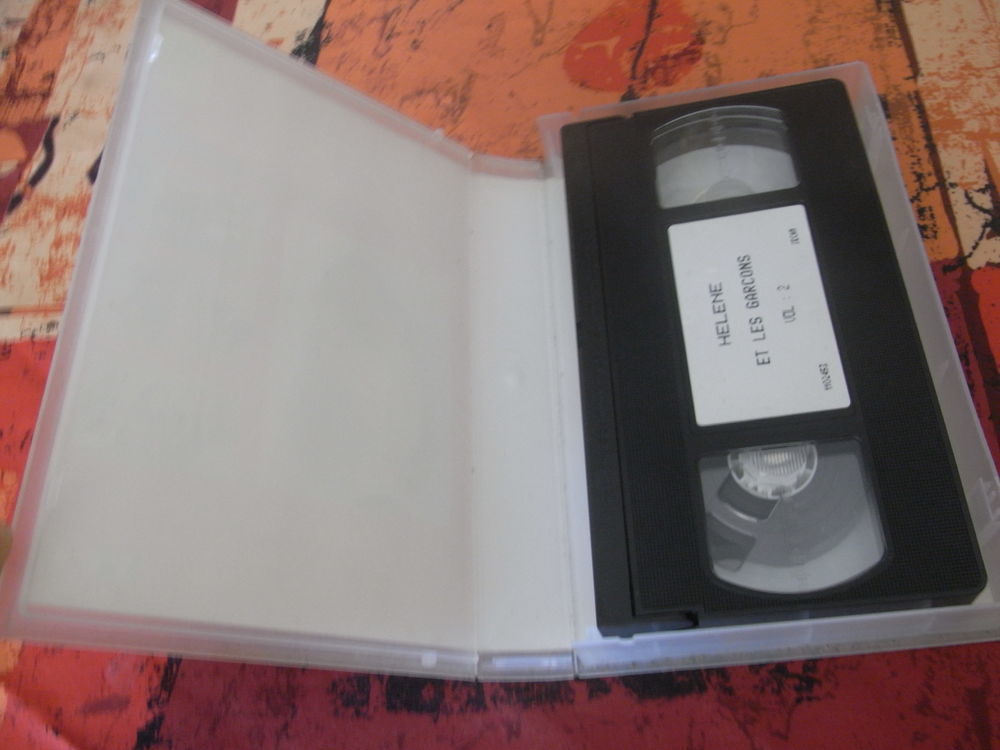 HELENE
ET LES GARCONS
VOL : 2